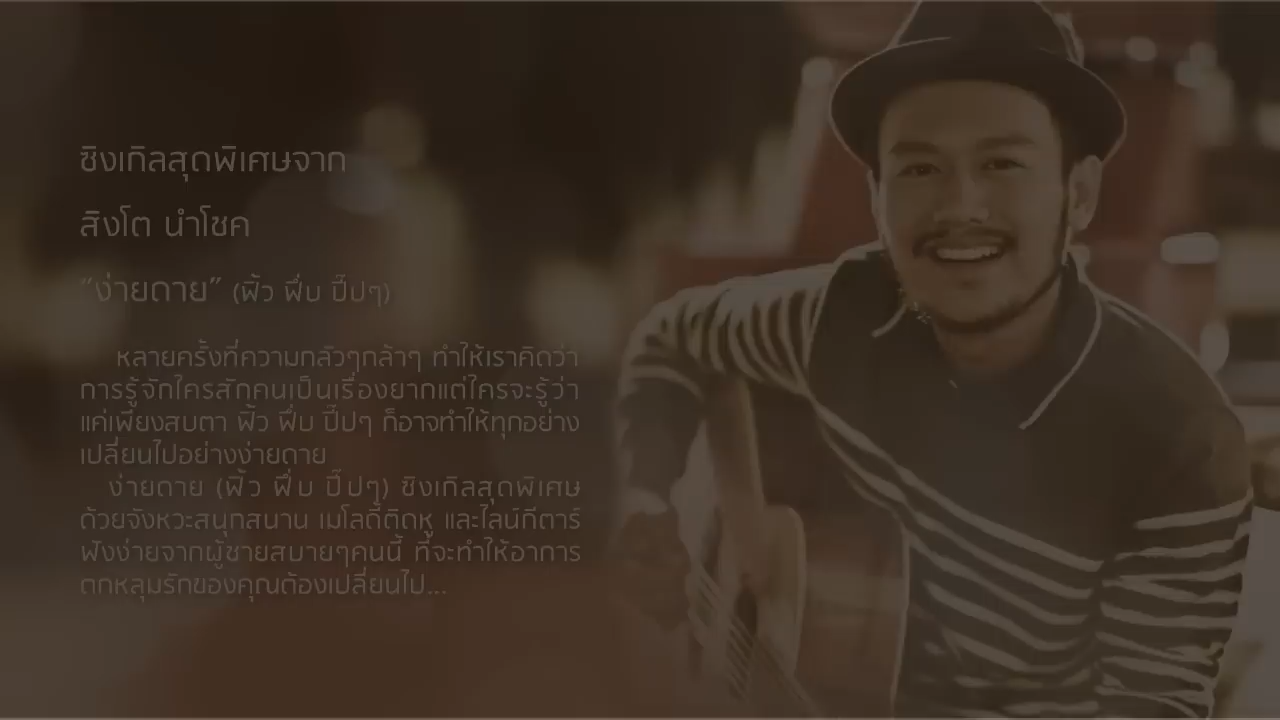 ซิงเกิลสุดพิเศษจาก
สิงโต นำโชค
“ง่ายดาย” (ฟิ้ว ฟึ่บ ปิ๊ปๆ)
หลายครั้งที่ความกลัวๆกล้าๆ ทำให้เราคิดว่า
การรู้จักใครสักคนเป็นเรื่องยากแต่ใครจะรู้ว่า
แค่เพียงสบตา ฟิ้ว ฟึ่บ ปิ๊ปๆ ก็อาจทำให้ทุกอย่าง
เปลี่ยนไปอย่างง่ายดาย
ง่ายดาย (ฟิ้ว ฟึ่บ ปิ๊ปๆ) ซิงเกิลสุดพิเศษ
ด้วยจังหวะสนุกสนาน เมโลดี้ติดหู และไลน์กีตาร์
ฟังง่ายจากผู้ชายสบายๆคนนี้ ที่จะทำให้อาการ
ตกหลุมรักของคุณต้องเปลี่ยนไป...